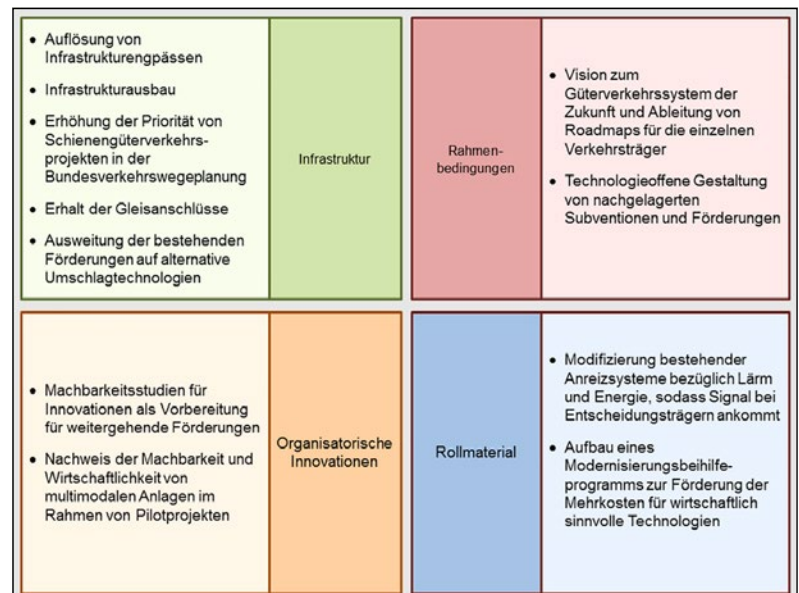 • Auflösung von
Infrastrukturengpässen
• Infrastrukturausbau
• Erhöhung der Priorität von
Schienengüterverkehrs-
projekten in der
Bundesverkehrswegeplanung
• Erhalt der Gleisanschlüsse
• Ausweitung der bestehenden
Förderungen auf alternative
Umschlagtechnologien
Infrastruktur
Rahmen-
bedingungen
• Vision zum
Güterverkehrssystem der
Zukunft und Ableitung von
Roadmaps für die einzelnen
Verkehrsträger
• Technologieoffene Gestaltung
von nachgelagerten
Subventionen und Förderungen
• Machbarkeitsstudien für
Innovationen als Vorbereitung
für weitergehende Förderungen
• Nachweis der Machbarkeit und
Wirtschaftlichkeit von
multimodalen Anlagen im
Rahmen von Pilotprojekten
Organisatorische
Innovationen
Rollmaterial
• Modifizierung bestehender
Anreizsysteme bezüglich Lärm
und Energie, sodass Signal bei
Entscheidungsträgern ankommt
• Aufbau eines
Modernisierungsbeihilfe-
programms zur Förderung der
Mehrkosten für wirtschaftlich
sinnvolle Technologien